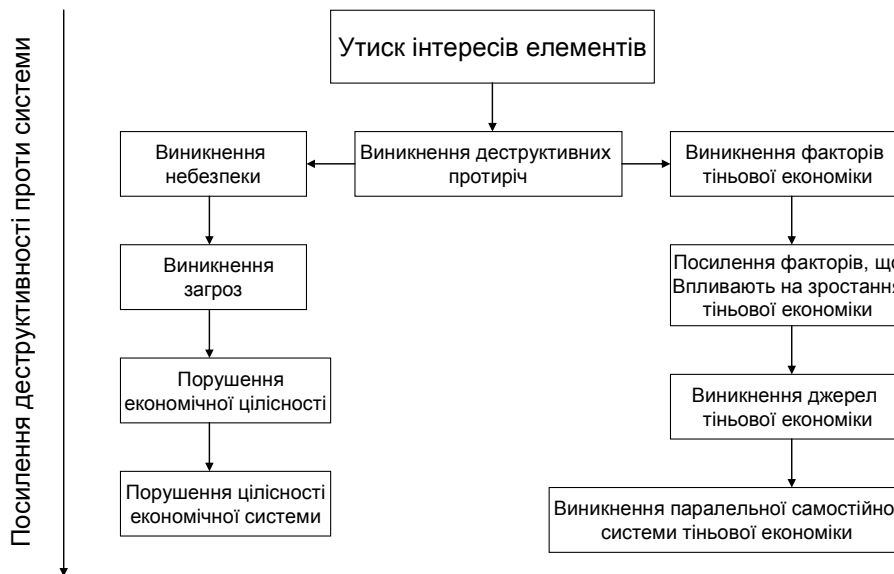 Посилення деструктивності проти системи
Утиск інтересів елементів
Виникнення
небезпеки
Виникнення деструктивних
протиріч
Виникнення факторів
тіньової економіки
Виникнення
загроз
Посилення факторів, що
Впливають на зростання
тіньової економіки
Порушення
економічної цілісності
Виникнення джерел
тіньової економіки
Порушення цілісності
економічної системи
Виникнення паралельної самостійно
системи тіньової економіки